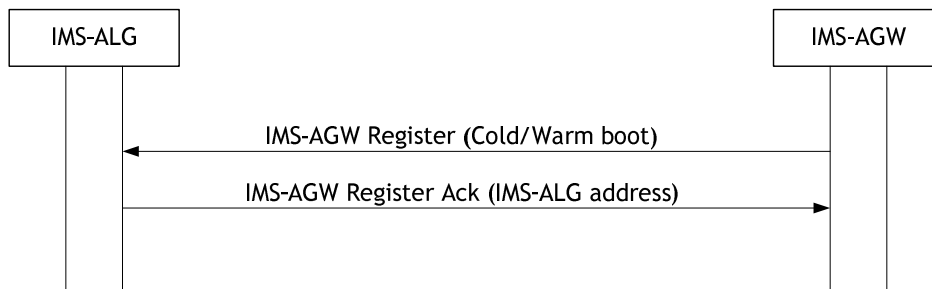 IMS-ALG
IMS-AGW
IMS-AGW Register (Cold/Warm boot)
IMS-AGW Register Ack (IMS-ALG address)